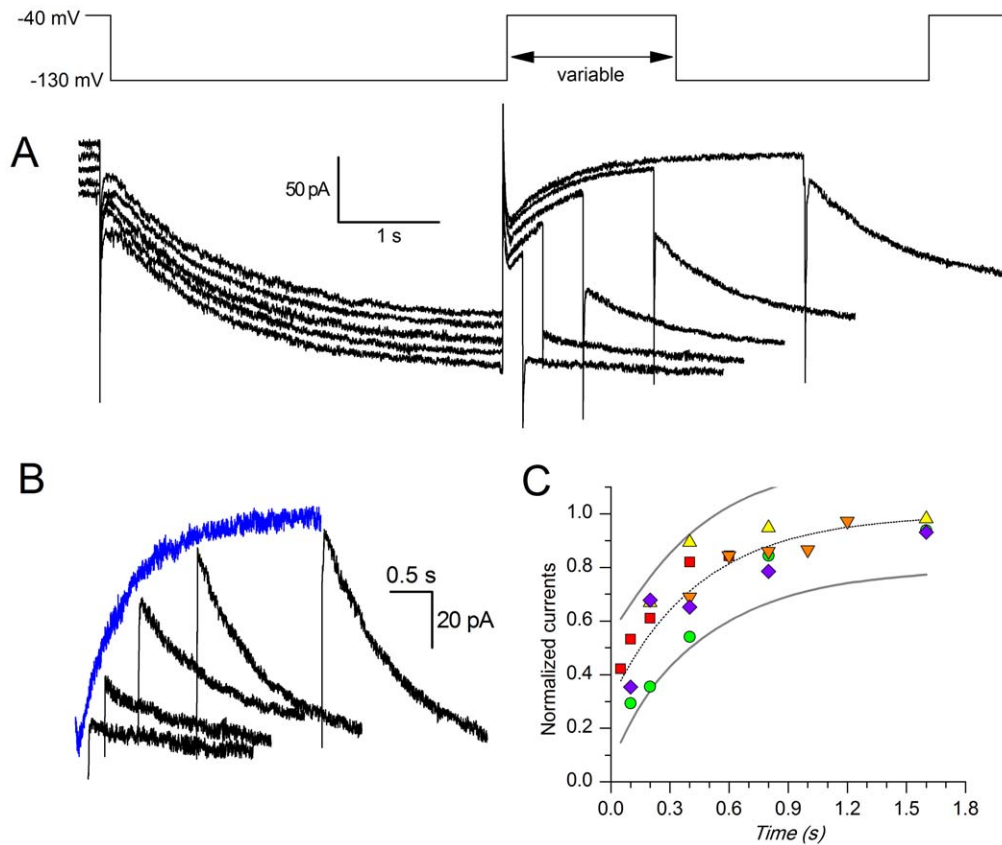 -40 mV
-130 mV
variable
A
50 pA
1 s
B
0.5 s
20 pA
C
Normalized currents
1.0
0.8
0.6
0.4
0.2
0.0
0.0 0.3 0.6 0.9 1.2 1.5 1.8
Time (s)